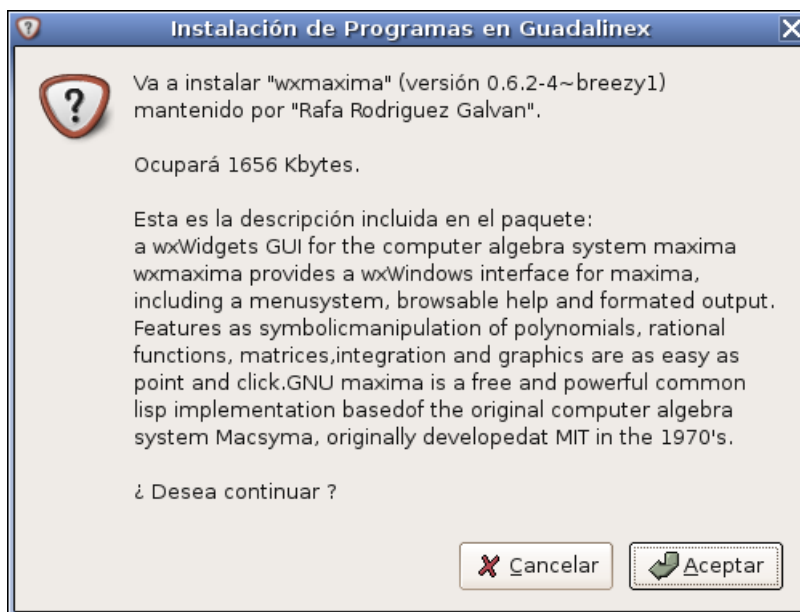 Instalación de Programas en Guadalinex
Va a instalar "wxmaxima" (versión 0.6.2-4~breezy1)
mantenido por "Rafa Rodriguez Galvan".
Ocupará 1656 Kbytes.
Esta es la descripción incluida en el paquete:
a wxWidgets GUI for the computer algebra system maxima
wxmaxima provides a wxWindows interface for maxima,
including a menusystem, browsable help and formated output.
Features as symbolicmanipulation of polynomials, rational
functions, matrices,integration and graphics are as easy as
point and click.GNU maxima is a free and powerful common
lisp implementation basedof the original computer algebra
system Macsyma, originally developedat MIT in the 1970's.
¿ Desea continuar ?
Cancelar
Aceptar